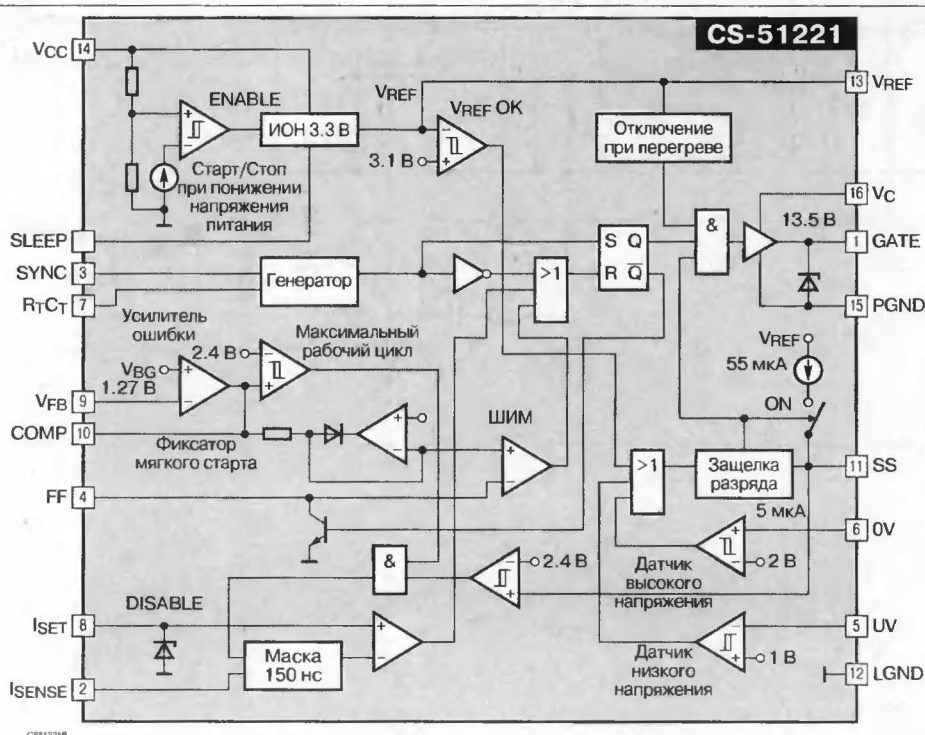 CS-51221
VCC
14
ENABLE
Старт/Стоп
при понижении
напряжения
питания
ИОН 3.3 В
VREF
VREF OK
3.1 В
Отключение
при перегреве
13
VREF
16
VC
13.5 В
1
GATE
15
PGND
&
SLEEP
SYNC
3
RTCT
7
Генератор
>1
S Q
R Q̅
VREF
55 мкА
ON
Усилитель
ошибки
VBG
1.27 В
2.4 В
Максимальный
рабочий цикл
VFB
9
COMP
10
Фиксатор
мягкого старта
ШИМ
FF
4
>1
Защелка
разряда
11
SS
5 мкА
6
0V
2 В
Датчик
высокого
напряжения
&
2.4 В
DISABLE
ISET
8
Маска
150 нс
ISENSE
2
5
UV
1 В
Датчик
низкого
напряжения
12
LGND